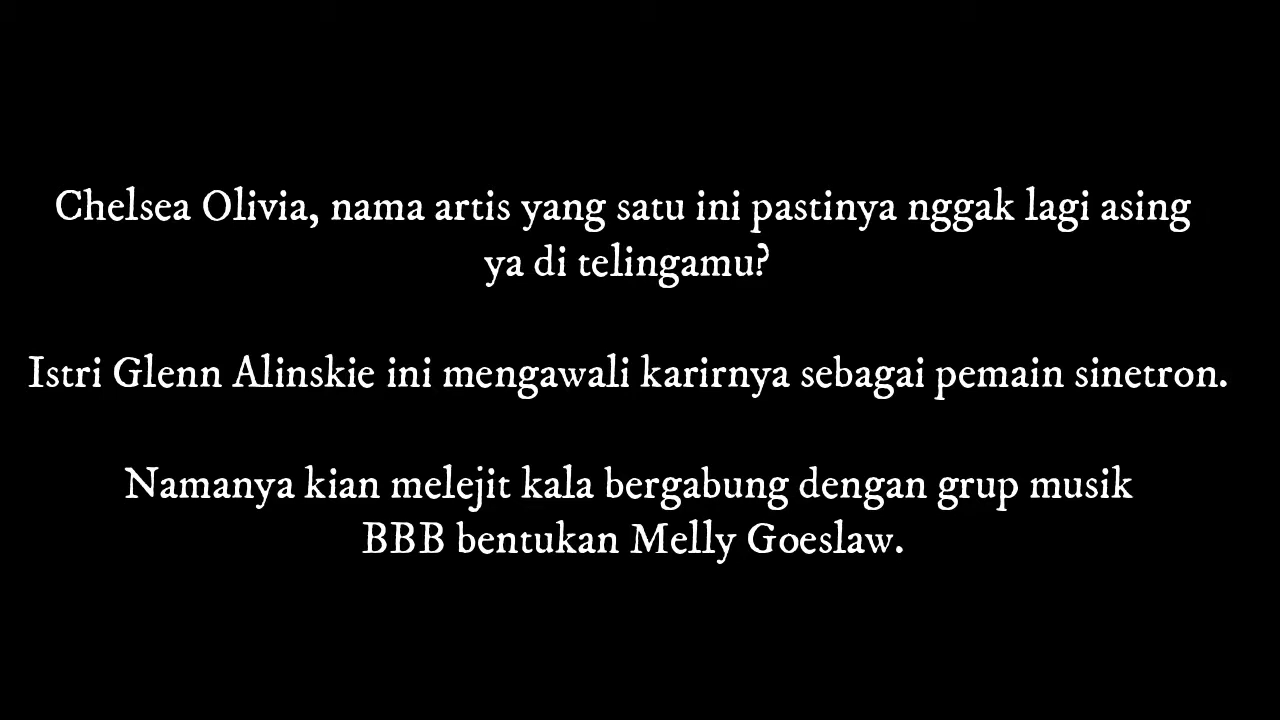 Chelsea Olivia, nama artis yang satu ini pastinya nggak lagi asing
ya di telingamu?
Istri Glenn Alinskie ini mengawali karirnya sebagai pemain sinetron.
Namanya kian melejit kala bergabung dengan grup musik
BBB bentukan Melly Goeslaw.